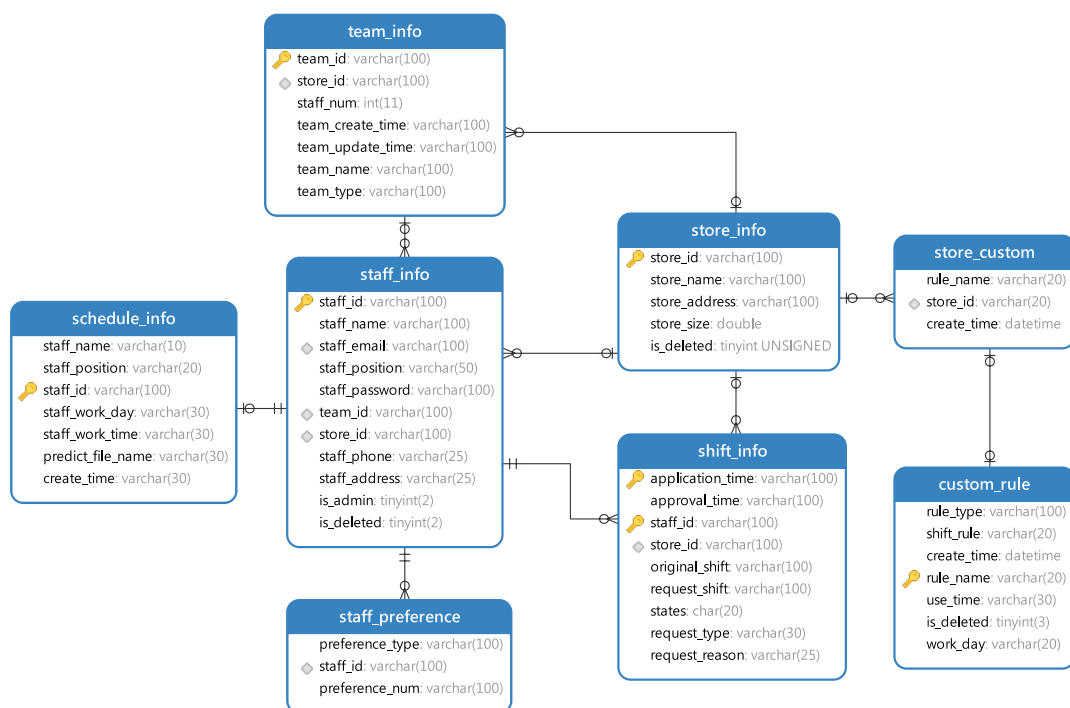 team_info
team_id: varchar(100)
store_id: varchar(100)
staff_num: int(11)
team_create_time: varchar(100)
team_update_time: varchar(100)
team_name: varchar(100)
team_type: varchar(100)
staff_info
staff_id: varchar(100)
staff_name: varchar(100)
staff_email: varchar(100)
staff_position: varchar(50)
staff_password: varchar(100)
team_id: varchar(100)
store_id: varchar(100)
staff_phone: varchar(25)
staff_address: varchar(25)
is_admin: tinyint(2)
is_deleted: tinyint(2)
schedule_info
staff_name: varchar(10)
staff_position: varchar(20)
staff_id: varchar(100)
staff_work_day: varchar(30)
staff_work_time: varchar(30)
predict_file_name: varchar(30)
create_time: varchar(30)
staff_preference
preference_type: varchar(100)
staff_id: varchar(100)
preference_num: varchar(100)
store_info
store_id: varchar(100)
store_name: varchar(100)
store_address: varchar(100)
store_size: double
is_deleted: tinyint UNSIGNED
shift_info
application_time: varchar(100)
approval_time: varchar(100)
staff_id: varchar(100)
store_id: varchar(100)
original_shift: varchar(100)
request_shift: varchar(100)
states: char(20)
request_type: varchar(30)
request_reason: varchar(25)
store_custom
rule_name: varchar(20)
store_id: varchar(20)
create_time: datetime
custom_rule
rule_type: varchar(100)
shift_rule: varchar(20)
create_time: datetime
rule_name: varchar(20)
use_time: varchar(30)
is_deleted: tinyint(3)
work_day: varchar(20)